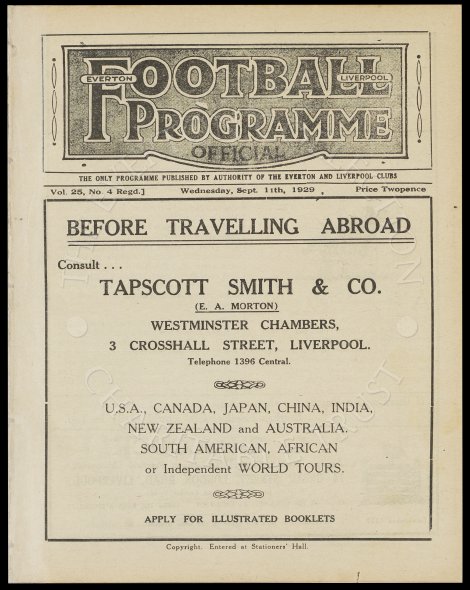 EVERTON LIVERPOOL
FOOTBALL
PROGRAMME
OFFICIAL
THE ONLY PROGRAMME PUBLISHED BY AUTHORITY OF THE EVERTON AND LIVERPOOL CLUBS
Vol. 25, No. 4 Regd.] Wednesday, Sept. 11th, 1929 Price Twopence
BEFORE TRAVELLING ABROAD
Consult . . .
TAPSCOTT SMITH & CO.
(E. A. MORTON)
WESTMINSTER CHAMBERS,
3 CROSSHALL STREET, LIVERPOOL.
Telephone 1396 Central.
U.S.A., CANADA, JAPAN, CHINA, INDIA,
NEW ZEALAND and AUSTRALIA.
SOUTH AMERICAN, AFRICAN
or Independent WORLD TOURS.
APPLY FOR ILLUSTRATED BOOKLETS
Copyright. Entered at Stationers' Hall.